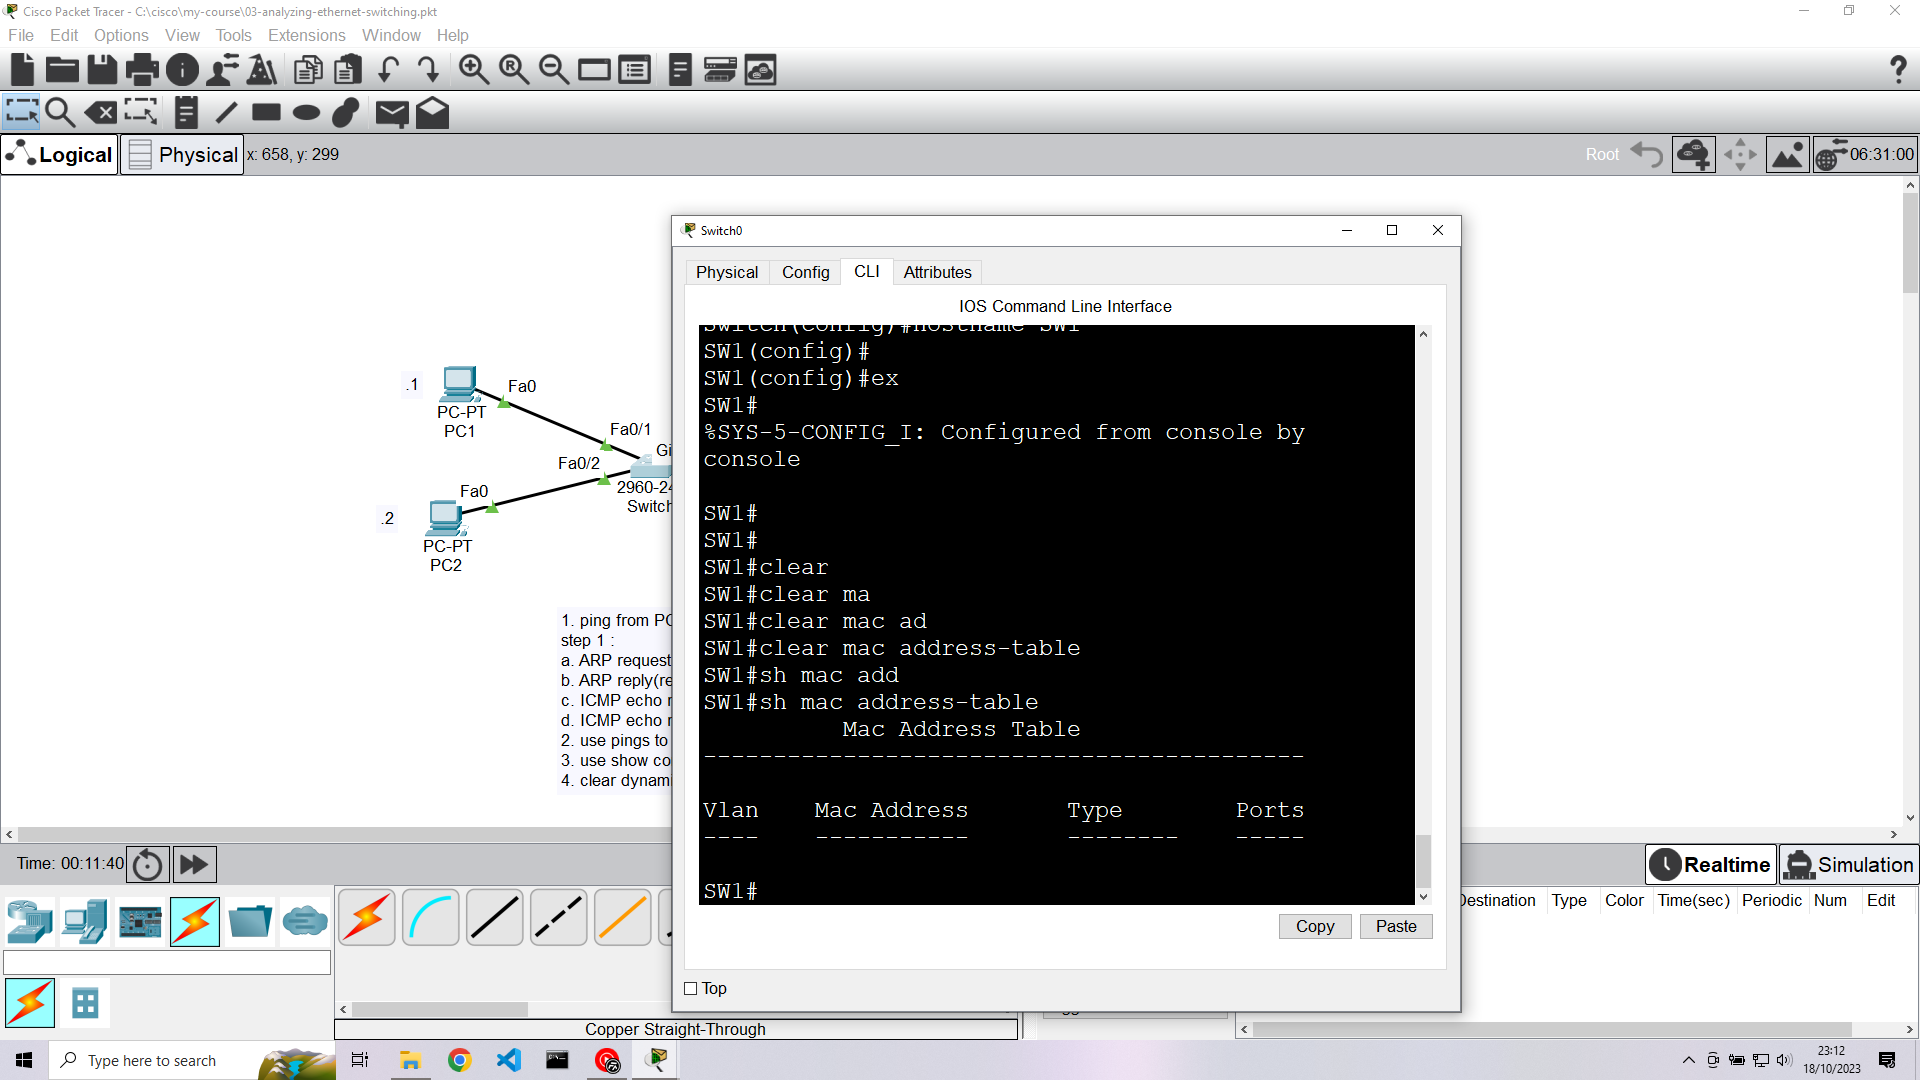 Cisco Packet Tracer - C:\cisco\my-course\03-analyzing-ethernet-switching.pkt
File Edit Options View Tools Extensions Window Help
Logical Physical x: 658, y: 299 Root 06:31:00
Switch0
Physical Config CLI Attributes
IOS Command Line Interface
Switch(config)#hostname SW1
SW1(config)#
SW1(config)#ex
SW1#
%SYS-5-CONFIG_I: Configured from console by
console
SW1#
SW1#
SW1#clear
SW1#clear ma
SW1#clear mac ad
SW1#clear mac address-table
SW1#sh mac add
SW1#sh mac address-table
Mac Address Table
-------------------------------------------
Vlan Mac Address Type Ports
---- ----------- -------- -----
SW1#
Copy Paste
Top
.1
Fa0
PC-PT
PC1
Fa0/1
Gi
Fa0/2
2960-24
Switch
Fa0
.2
PC-PT
PC2
1. ping from PC
step 1 :
a. ARP request
b. ARP reply(re
c. ICMP echo r
d. ICMP echo r
2. use pings to
3. use show co
4. clear dynam
Time: 00:11:40
Realtime Simulation
Destination Type Color Time(sec) Periodic Num Edit
Copper Straight-Through
Type here to search
23:12
18/10/2023